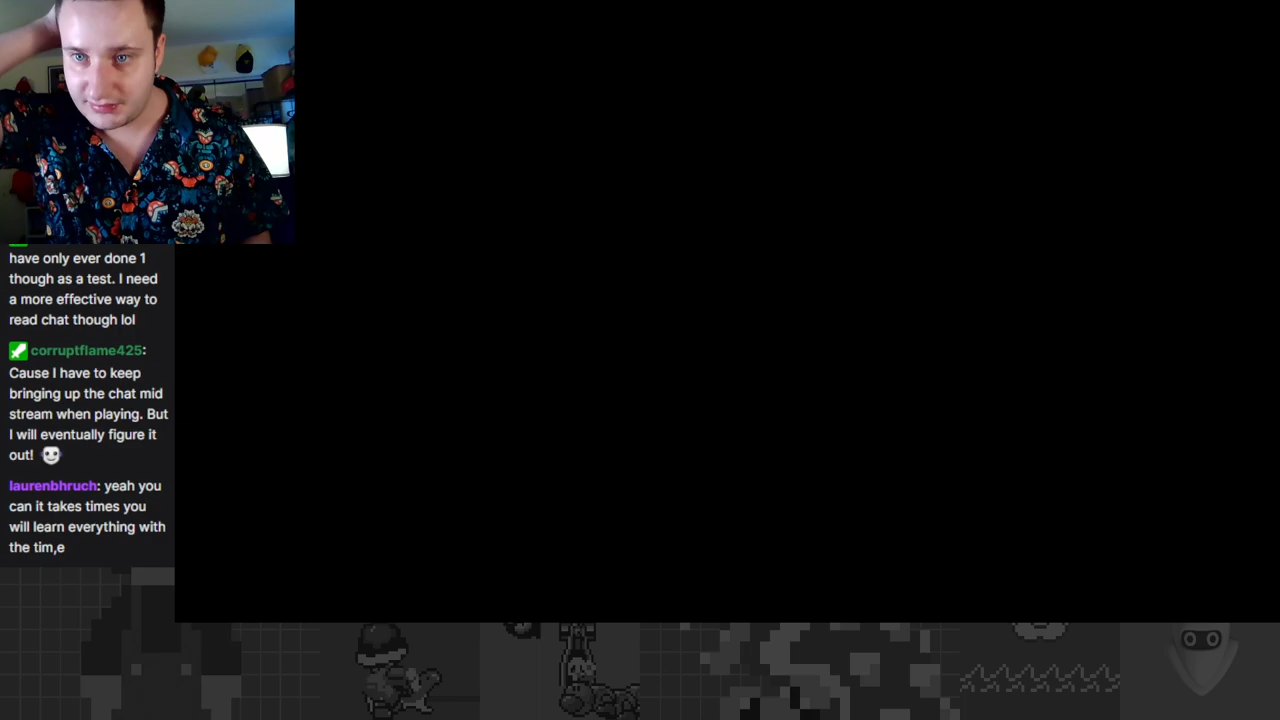 have only ever done 1
though as a test. I need
a more effective way to
read chat though lol
corruptflame425:
Cause I have to keep
bringing up the chat mid
stream when playing. But
I will eventually figure it
out!
laurenbhruch: yeah you
can it takes times you
will learn everything with
the tim,e